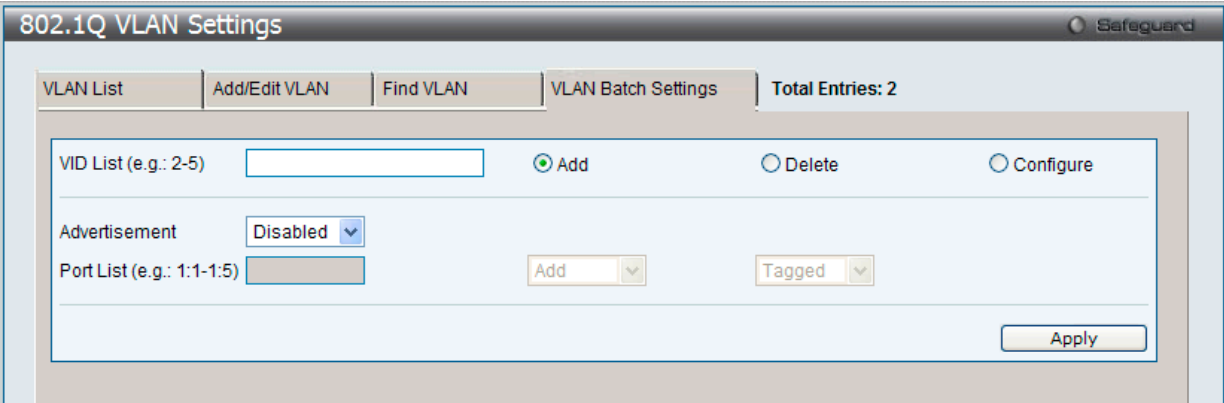 802.1Q VLAN Settings
Safeguard
VLAN List Add/Edit VLAN Find VLAN VLAN Batch Settings Total Entries: 2
VID List (e.g.: 2-5) Add Delete Configure
Advertisement Disabled
Port List (e.g.: 1:1-1:5) Add Tagged
Apply